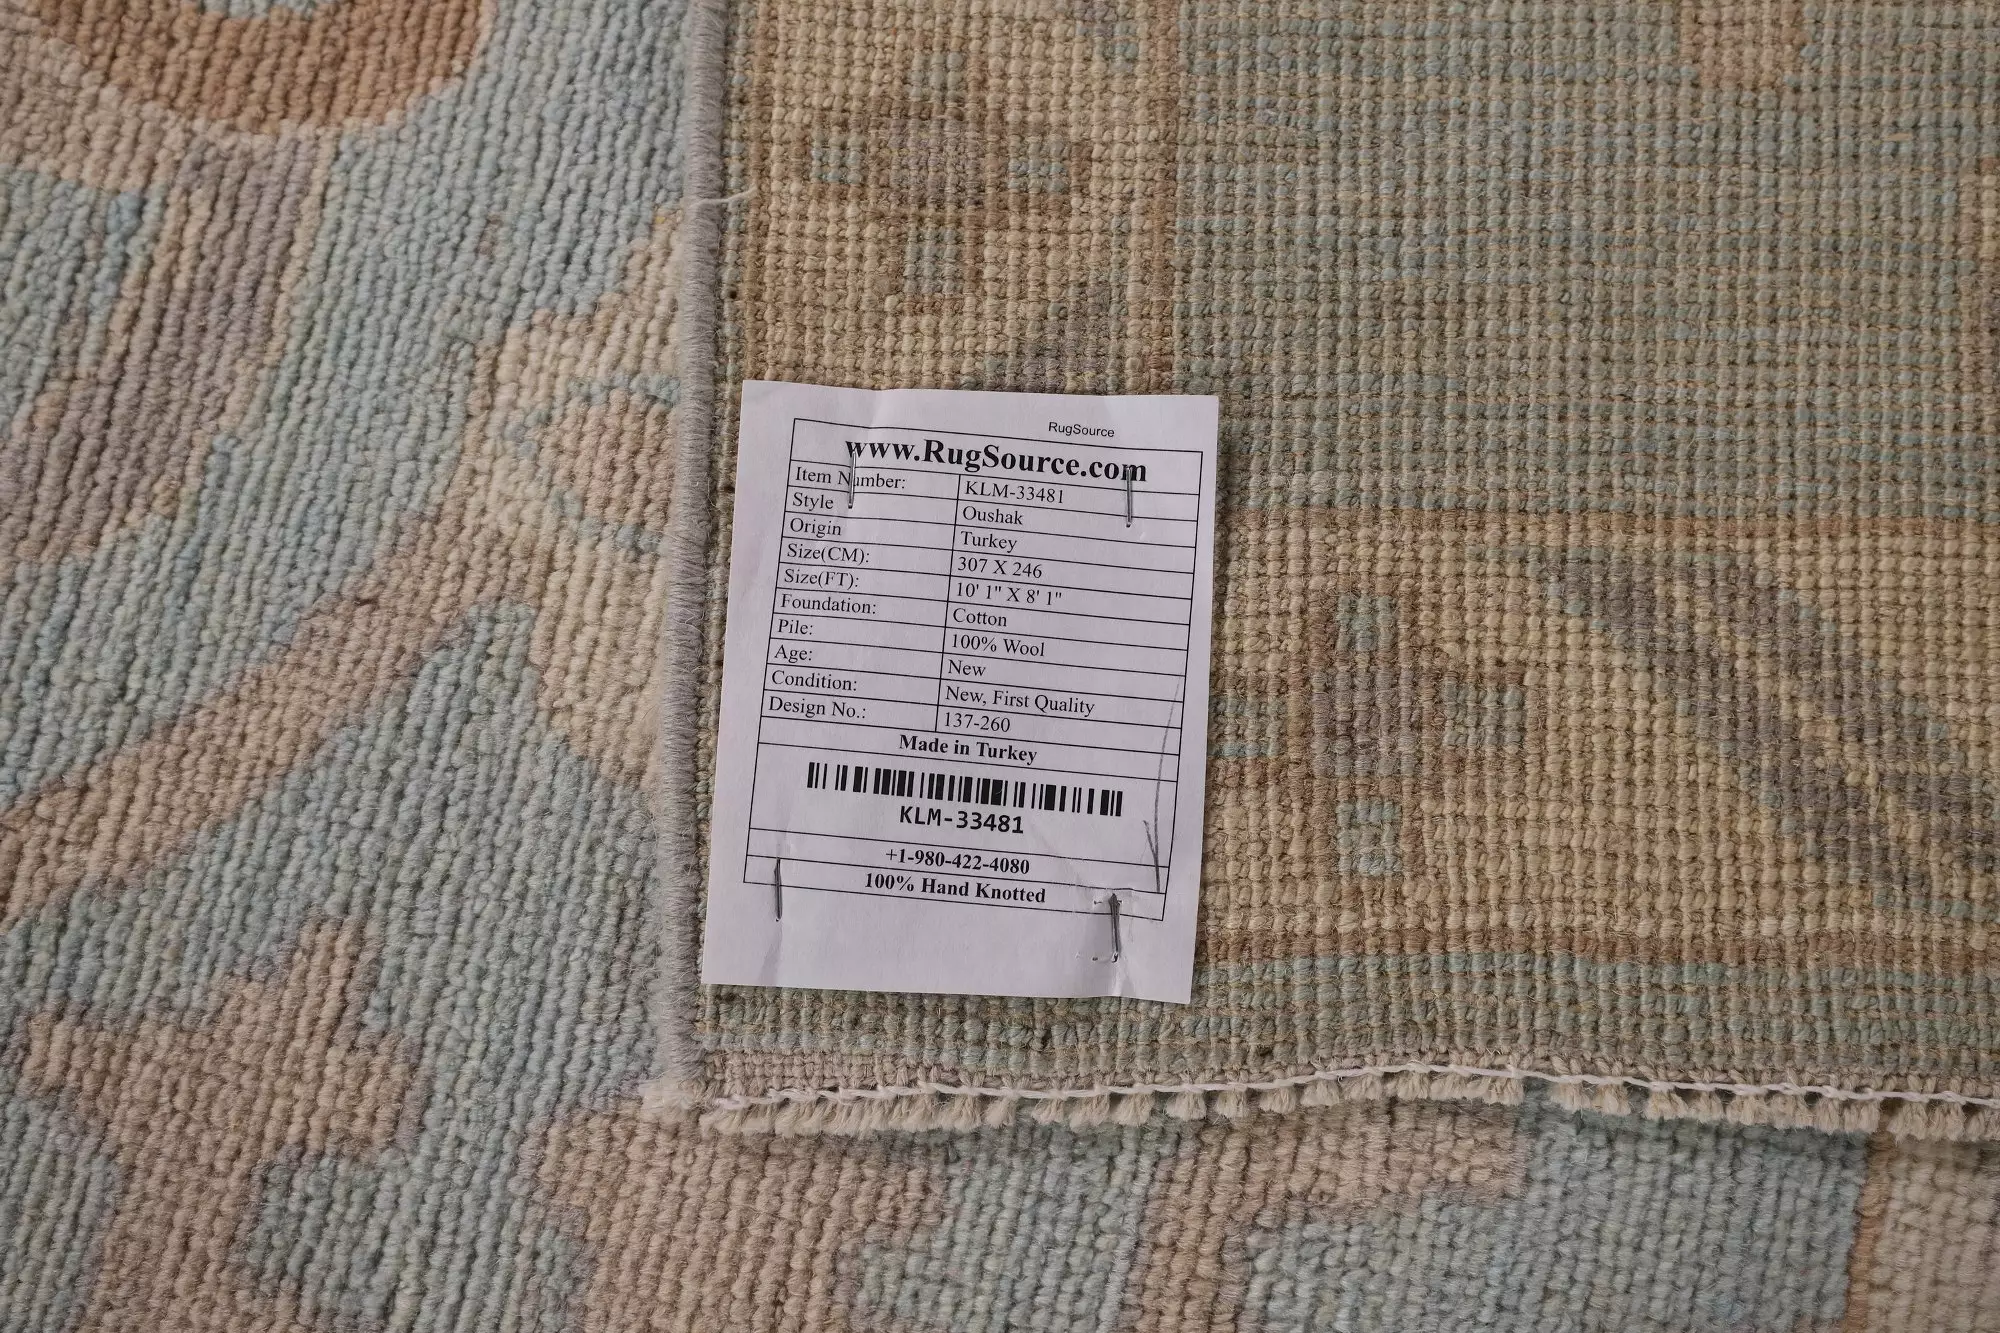 RugSource
www.RugSource.com
Item Number: KLM-33481
Style Oushak
Origin Turkey
Size(CM): 307 X 246
Size(FT): 10' 1" X 8' 1"
Foundation: Cotton
Pile: 100% Wool
Age: New
Condition: New, First Quality
Design No.: 137-260
Made in Turkey
KLM-33481
+1-980-422-4080
100% Hand Knotted